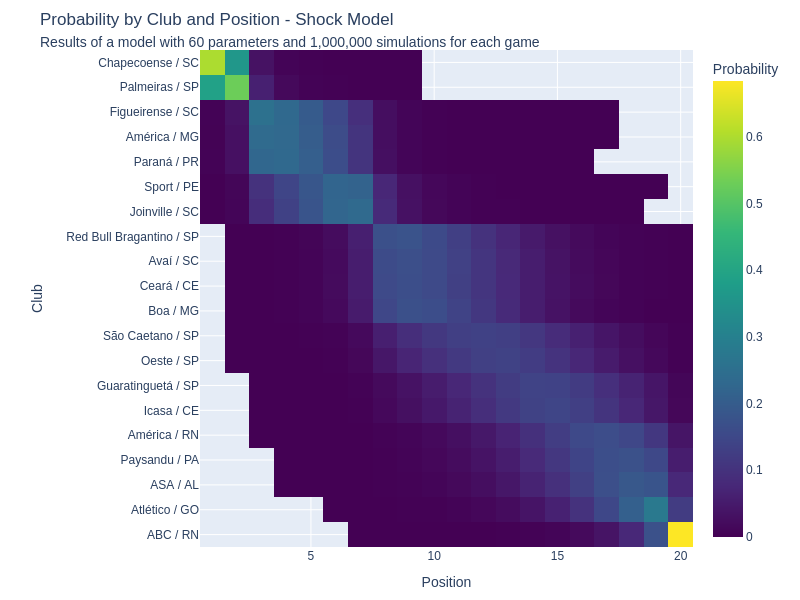 Probability by Club and Position - Shock Model
Results of a model with 60 parameters and 1,000,000 simulations for each game
Probability
Club
Chapecoense / SC
Palmeiras / SP
Figueirense / SC
América / MG
Paraná / PR
Sport / PE
Joinville / SC
Red Bull Bragantino / SP
Avaí / SC
Ceará / CE
Boa / MG
São Caetano / SP
Oeste / SP
Guaratinguetá / SP
Icasa / CE
América / RN
Paysandu / PA
ASA / AL
Atlético / GO
ABC / RN
0.6
0.5
0.4
0.3
0.2
0.1
0
5
10
15
20
Position